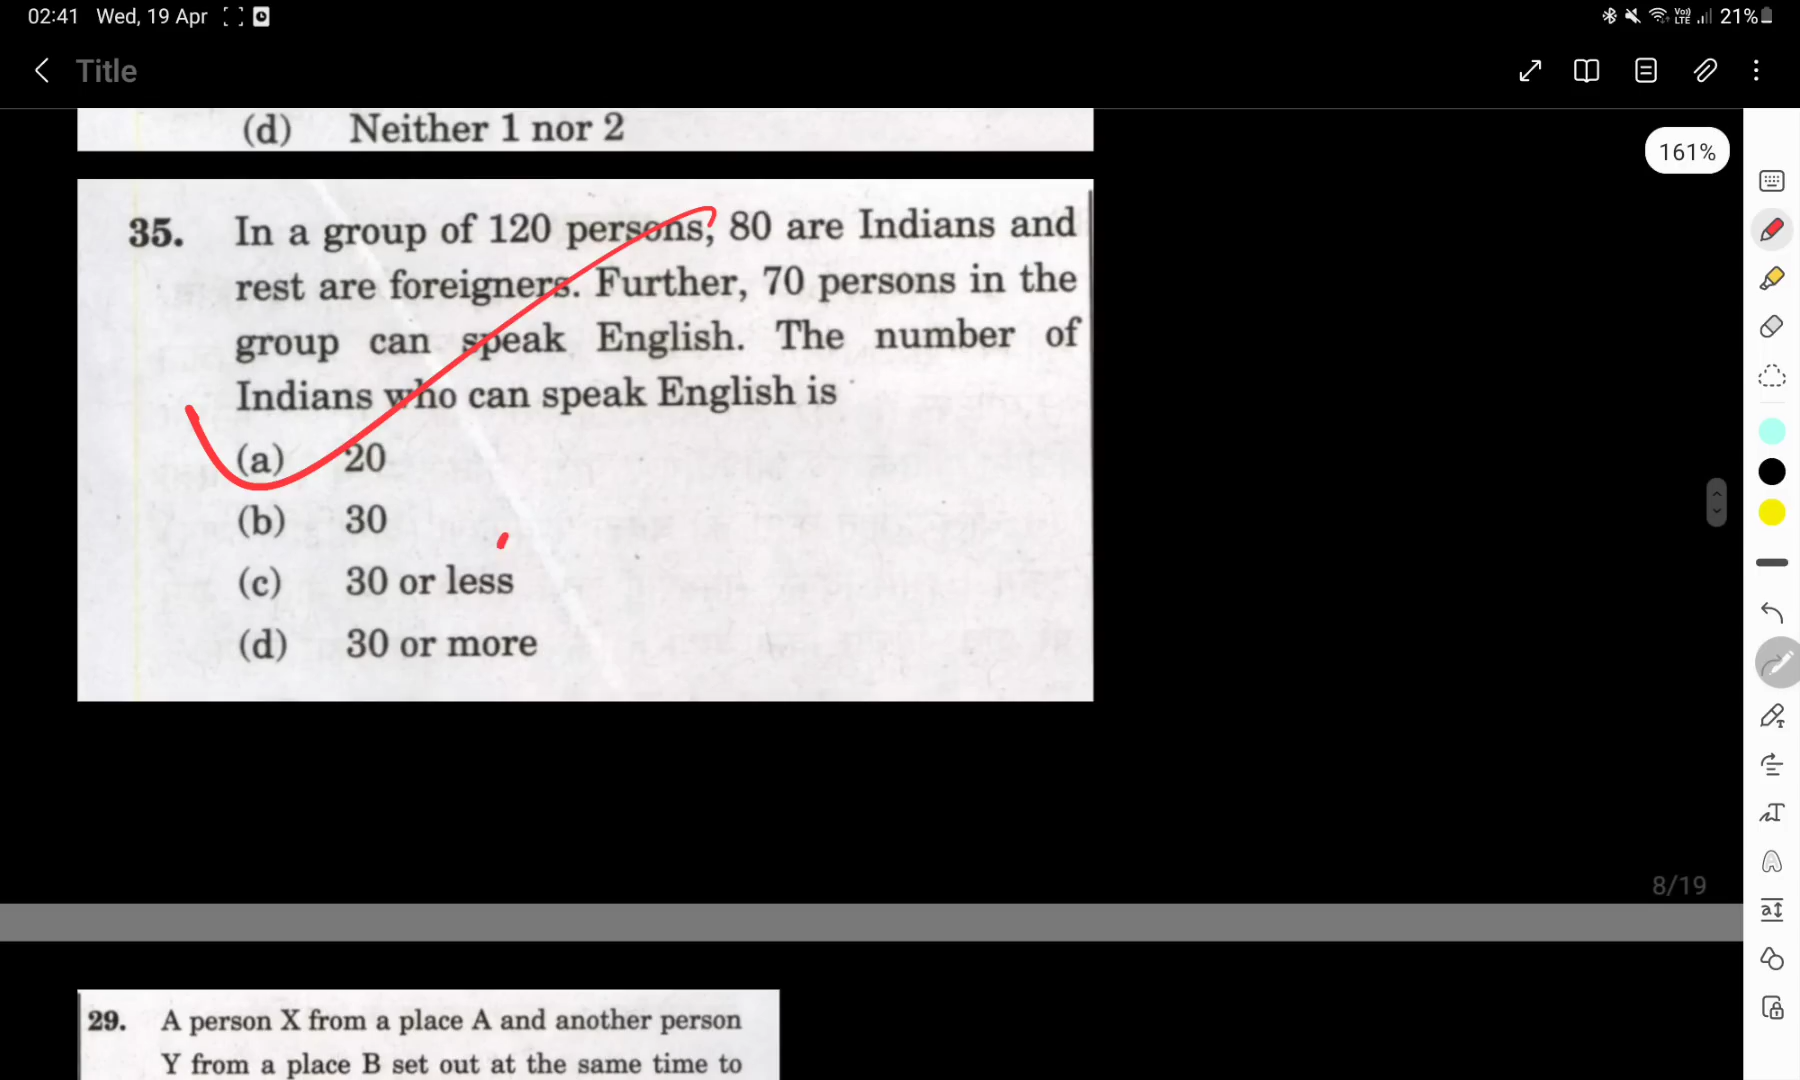 02:41 Wed, 19 Apr 21%
Title
(d) Neither 1 nor 2
161%
35. In a group of 120 persons, 80 are Indians and
rest are foreigners. Further, 70 persons in the
group can speak English. The number of
Indians who can speak English is
(a) 20
(b) 30
(c) 30 or less
(d) 30 or more
8/19
29. A person X from a place A and another person
Y from a place B set out at the same time to